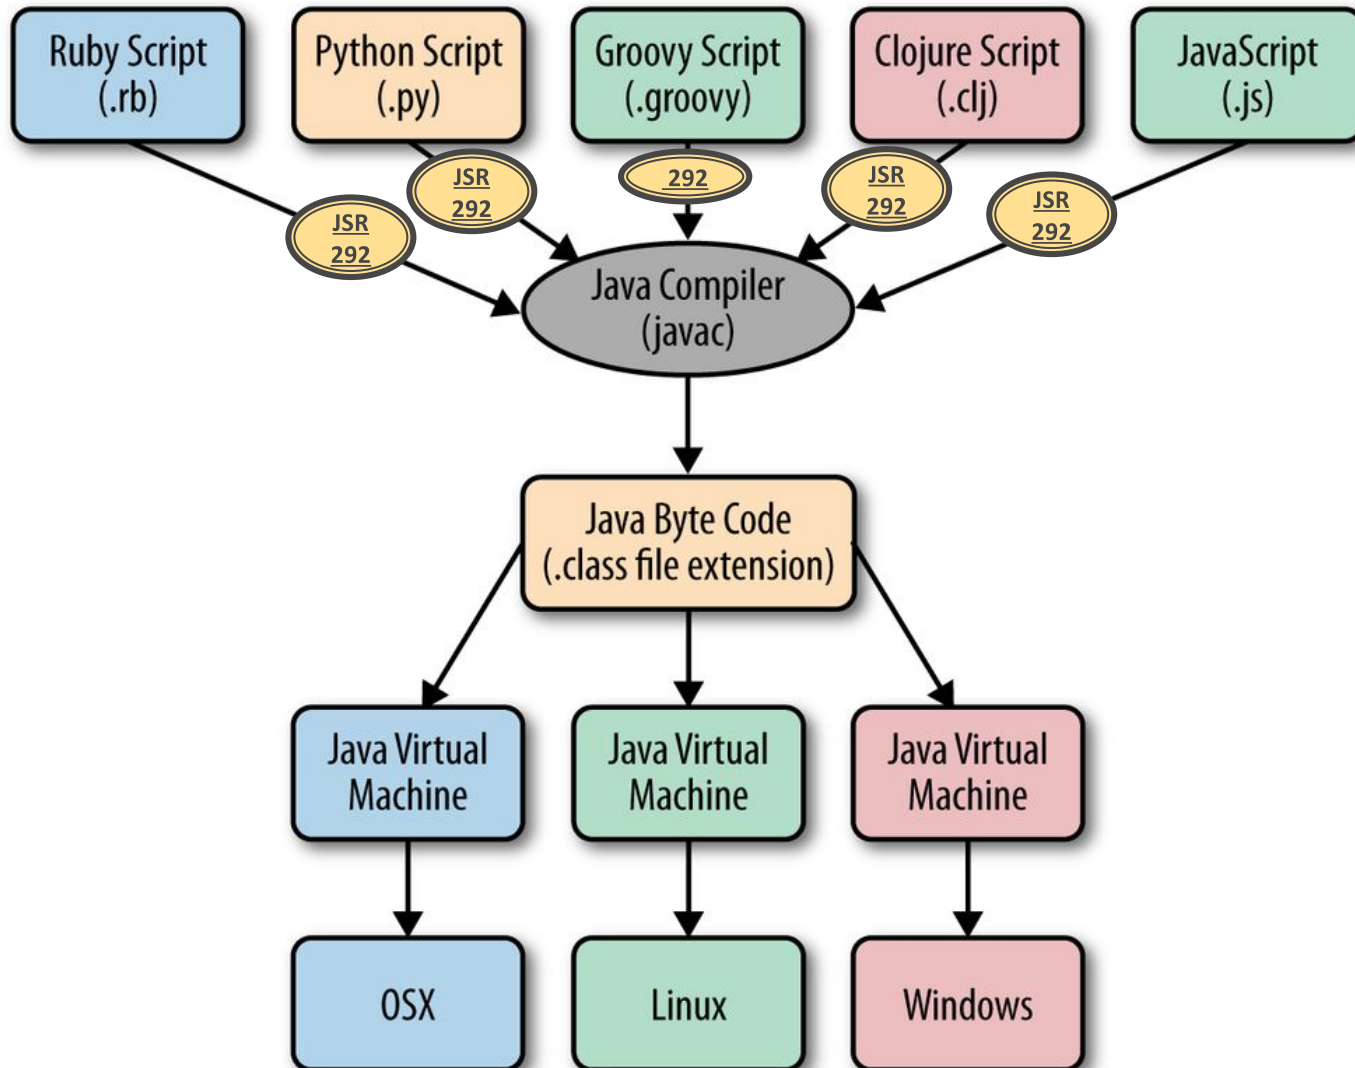 Ruby Script
(.rb)
Python Script
(.py)
Groovy Script
(.groovy)
Clojure Script
(.clj)
JavaScript
(.js)
JSR
292
JSR
292
292
JSR
292
JSR
292
Java Compiler
(javac)
Java Byte Code
(.class file extension)
Java Virtual
Machine
Java Virtual
Machine
Java Virtual
Machine
OSX
Linux
Windows